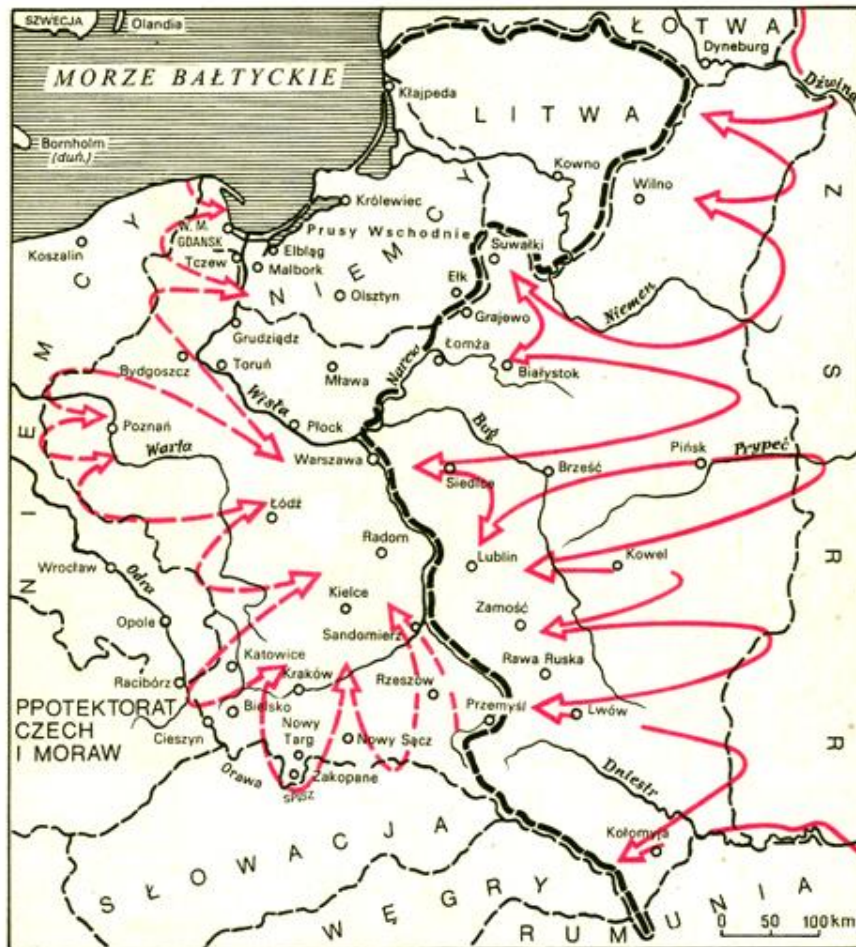 SZWECJA
Olandia
ŁOTWA
Dyneburg
Dźwina
MORZE BAŁTYCKIE
Kłajpeda
LITWA
Bornholm
(duń.)
Kowno
Wilno
Królewiec
Prusy Wschodnie
Koszalin
W. M.
GDAŃSK
Elbląg
Tczew
Malbork
Suwałki
NIEMCY
Ełk
Olsztyn
Grajewo
Niemen
Grudziądz
Łomża
Białystok
Bydgoszcz
Toruń
Mława
Narew
Wisła
Płock
Bug
NIEMCY
Poznań
Warta
Warszawa
Siedlce
Brześć
Pińsk
Prypeć
ZSRR
Łódź
Radom
Lublin
Kowel
Wrocław
Odra
Kielce
Zamość
Opole
Sandomierz
Rawa Ruska
Katowice
Racibórz
Kraków
Rzeszów
Przemyśl
Lwów
PPOTEKTORAT
CZECH
I MORAW
Bielsko
Cieszyn
Nowy
Targ
Nowy Sącz
Orawa
Zakopane
SPISZ
Dniestr
Kołomyja
SŁOWACJA
WĘGRY
RUMUNIA
0 50 100 km